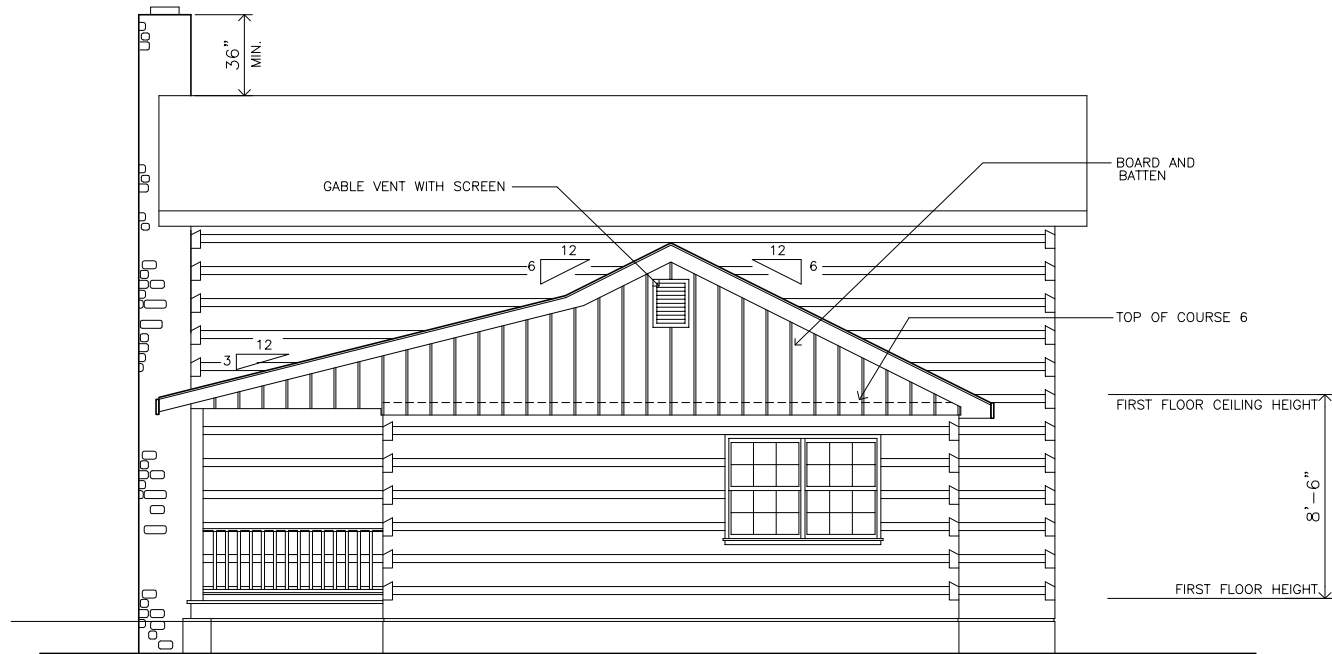 36"
MIN.
BOARD AND
BATTEN
GABLE VENT WITH SCREEN
12
6
12
6
TOP OF COURSE 6
12
3
FIRST FLOOR CEILING HEIGHT
8'-6"
FIRST FLOOR HEIGHT